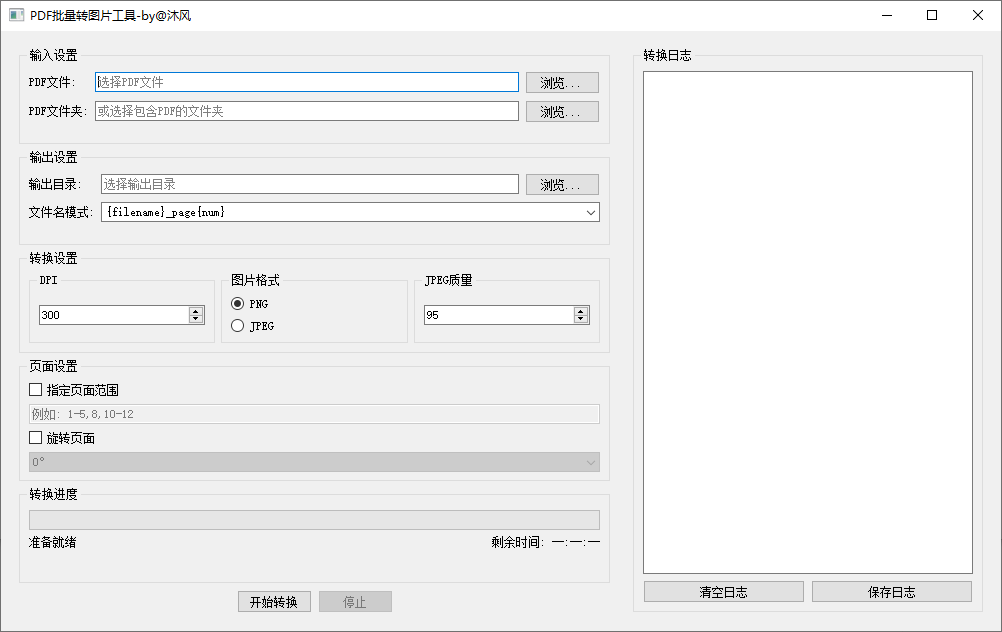 PDF批量转图片工具-by@沐风
输入设置
PDF文件: 选择PDF文件 浏览...
PDF文件夹: 或选择包含PDF的文件夹 浏览...
输出设置
输出目录: 选择输出目录 浏览...
文件名模式: {filename}_page{num}
转换设置
DPI
300
图片格式
PNG
JPEG
JPEG质量
95
页面设置
指定页面范围
例如: 1-5,8,10-12
旋转页面
0°
转换进度
准备就绪 剩余时间: --:--:--
开始转换 停止
转换日志
清空日志 保存日志